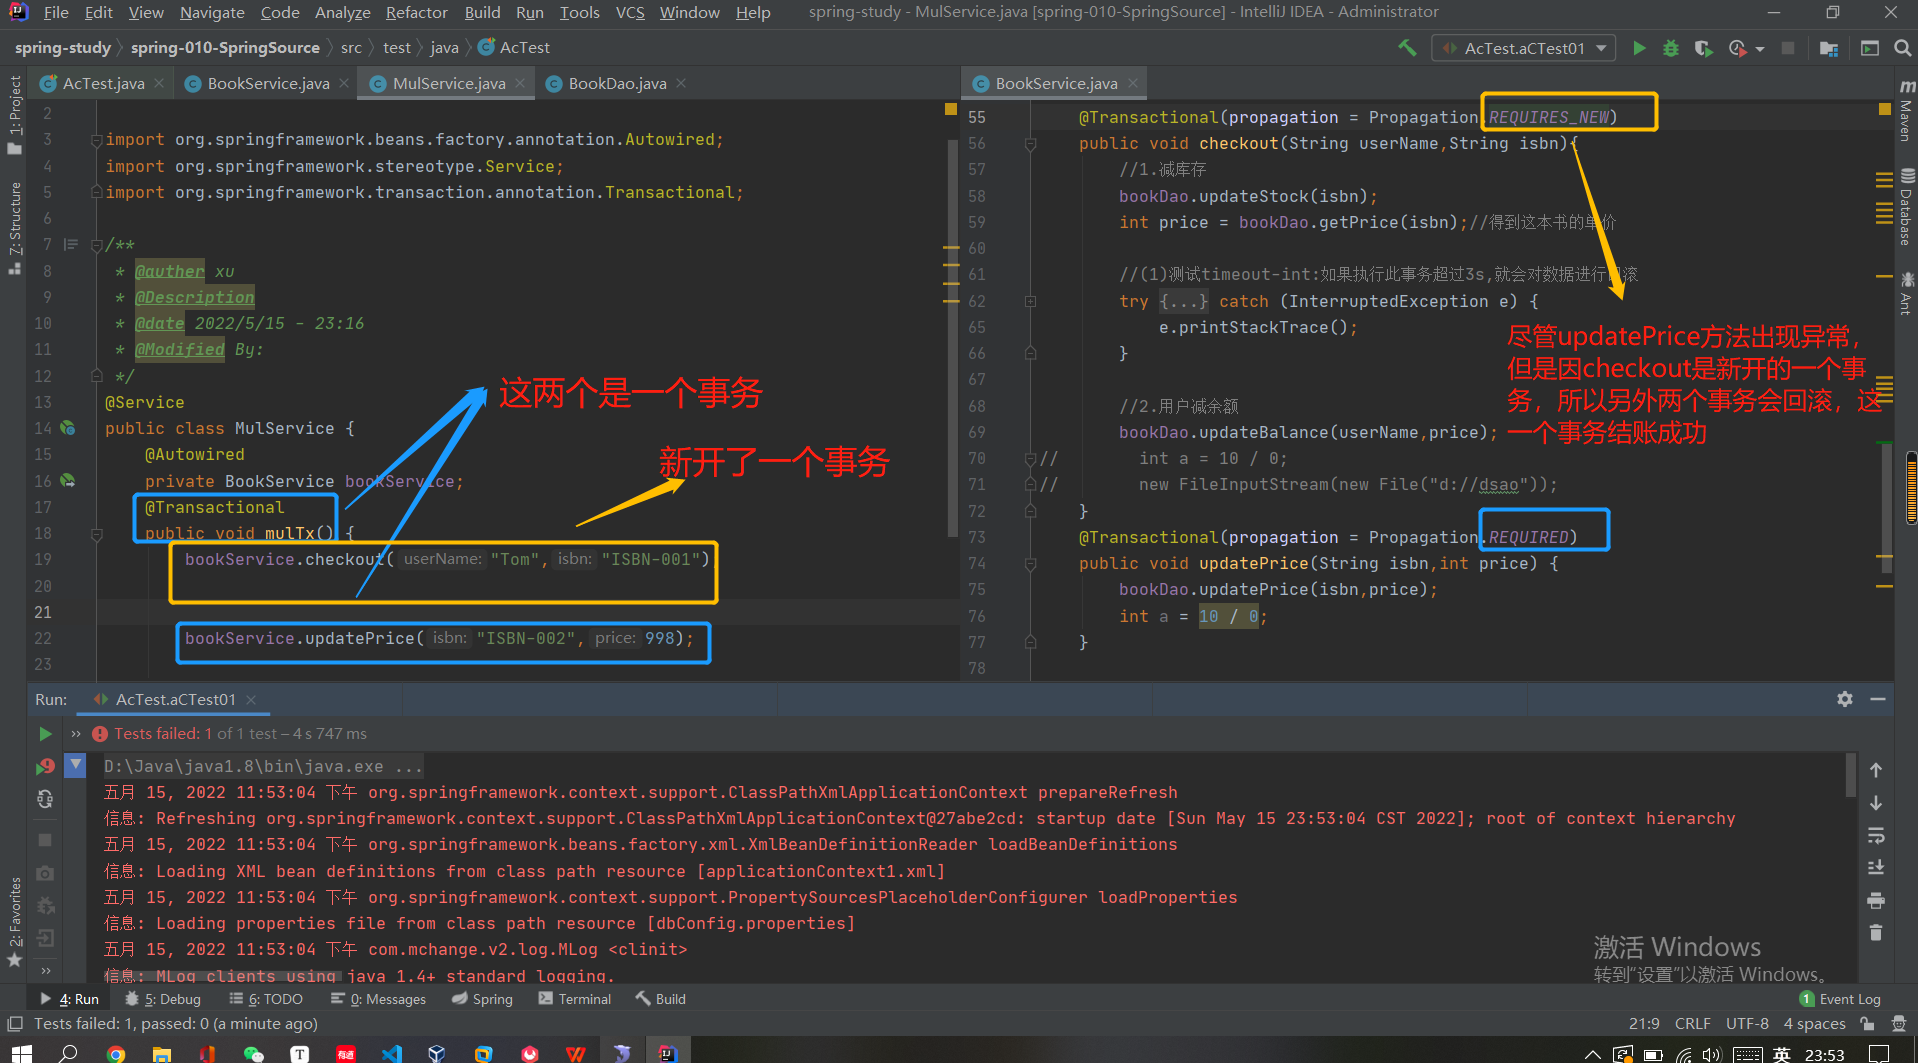 File Edit View Navigate Code Analyze Refactor Build Run Tools VCS Window Help spring-study - MulService.java [spring-010-SpringSource] - IntelliJ IDEA - Administrator
spring-study spring-010-SpringSource src test java AcTest
AcTest.aCTest01
AcTest.java BookService.java MulService.java BookDao.java
2
3 import org.springframework.beans.factory.annotation.Autowired;
4 import org.springframework.stereotype.Service;
5 import org.springframework.transaction.annotation.Transactional;
6
7 /**
8 * @auther xu
9 * @Description
10 * @date 2022/5/15 - 23:16
11 * @Modified By:
12 */
13 @Service
14 public class MulService {
15 @Autowired
16 private BookService bookService;
17 @Transactional
18 public void mulTx() {
19 bookService.checkout( userName: "Tom", isbn: "ISBN-001")
20
21
22 bookService.updatePrice( isbn: "ISBN-002", price: 998);
23
这两个是一个事务
新开了一个事务
BookService.java
55 @Transactional(propagation = Propagation.REQUIRES_NEW)
56 public void checkout(String userName,String isbn){
57 //1.减库存
58 bookDao.updateStock(isbn);
59 int price = bookDao.getPrice(isbn);//得到这本书的单价
60
61 //(1)测试timeout-int:如果执行此事务超过3s,就会对数据进行回滚
62 try {...} catch (InterruptedException e) {
65 e.printStackTrace();
66 }
67
68 //2.用户减余额
69 bookDao.updateBalance(userName,price);
70 // int a = 10 / 0;
71 // new FileInputStream(new File("d://dsao"));
72 }
73 @Transactional(propagation = Propagation.REQUIRED)
74 public void updatePrice(String isbn,int price) {
75 bookDao.updatePrice(isbn,price);
76 int a = 10 / 0;
77 }
78
尽管updatePrice方法出现异常，
但是因checkout是新开的一个事
务，所以另外两个事务会回滚，这
一个事务结账成功
1: Project
7: Structure
2: Favorites
Maven
Database
Ant
Run: AcTest.aCTest01
Tests failed: 1 of 1 test – 4 s 747 ms
D:\Java\java1.8\bin\java.exe ...
五月 15, 2022 11:53:04 下午 org.springframework.context.support.ClassPathXmlApplicationContext prepareRefresh
信息: Refreshing org.springframework.context.support.ClassPathXmlApplicationContext@27abe2cd: startup date [Sun May 15 23:53:04 CST 2022]; root of context hierarchy
五月 15, 2022 11:53:04 下午 org.springframework.beans.factory.xml.XmlBeanDefinitionReader loadBeanDefinitions
信息: Loading XML bean definitions from class path resource [applicationContext1.xml]
五月 15, 2022 11:53:04 下午 org.springframework.context.support.PropertySourcesPlaceholderConfigurer loadProperties
信息: Loading properties file from class path resource [dbConfig.properties]
五月 15, 2022 11:53:04 下午 com.mchange.v2.log.MLog <clinit>
信息: MLog clients using java 1.4+ standard logging.
激活 Windows
转到“设置”以激活 Windows。
4: Run 5: Debug 6: TODO 0: Messages Spring Terminal Build 1 Event Log
Tests failed: 1, passed: 0 (a minute ago) 21:9 CRLF UTF-8 4 spaces
T 有道 英 23:53